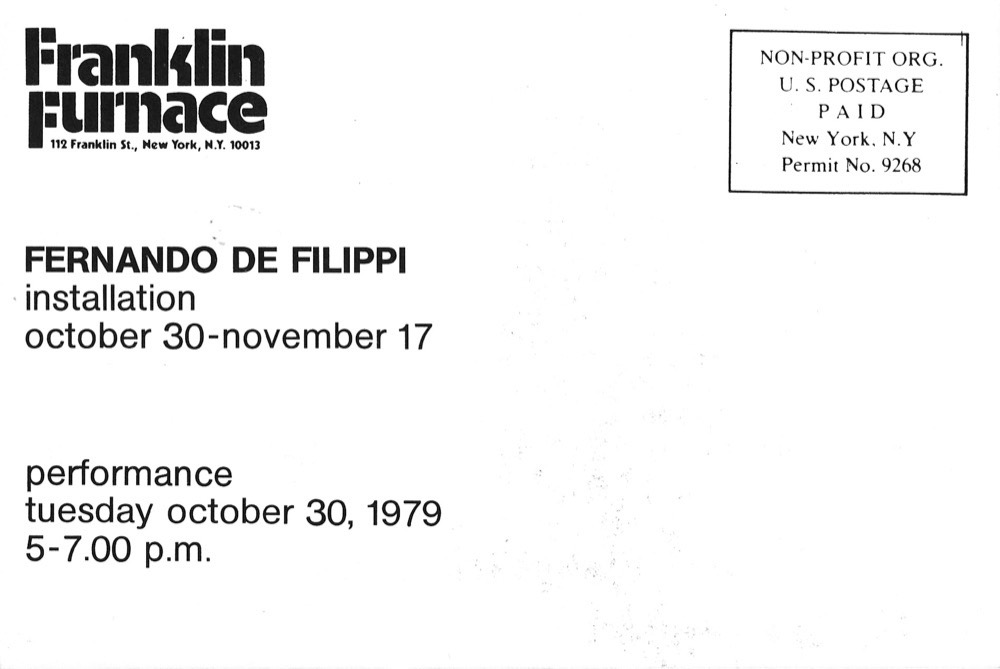 Franklin
Furnace
112 Franklin St., New York, N.Y. 10013
NON-PROFIT ORG.
U. S. POSTAGE
P A I D
New York, N.Y
Permit No. 9268
FERNANDO DE FILIPPI
installation
october 30-november 17
performance
tuesday october 30, 1979
5-7.00 p.m.